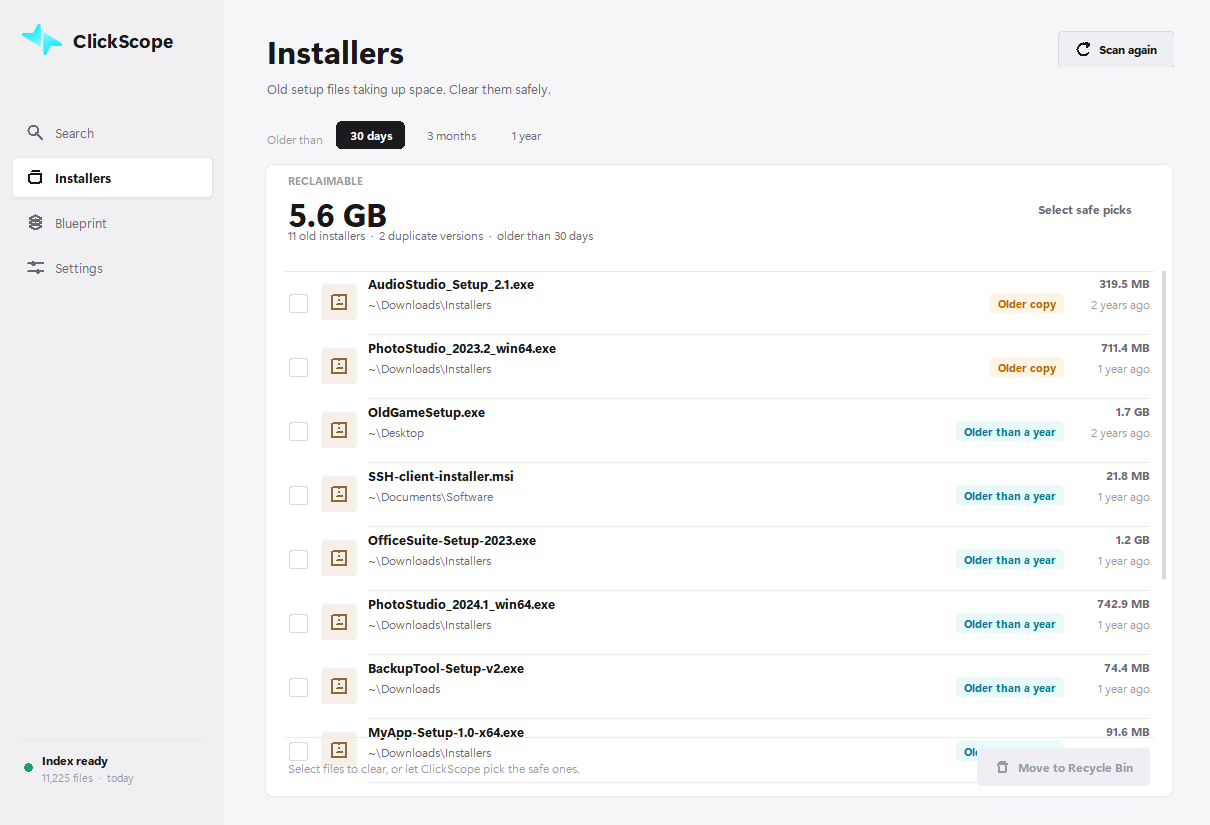 ClickScope
Search
Installers
Blueprint
Settings
Index ready
11,225 files · today
Installers
Scan again
Old setup files taking up space. Clear them safely.
Older than 30 days 3 months 1 year
RECLAIMABLE
5.6 GB
Select safe picks
11 old installers · 2 duplicate versions · older than 30 days
AudioStudio_Setup_2.1.exe 319.5 MB
~\Downloads\Installers Older copy 2 years ago
PhotoStudio_2023.2_win64.exe 711.4 MB
~\Downloads\Installers Older copy 1 year ago
OldGameSetup.exe 1.7 GB
~\Desktop Older than a year 2 years ago
SSH-client-installer.msi 21.8 MB
~\Documents\Software Older than a year 1 year ago
OfficeSuite-Setup-2023.exe 1.2 GB
~\Downloads\Installers Older than a year 1 year ago
PhotoStudio_2024.1_win64.exe 742.9 MB
~\Downloads\Installers Older than a year 1 year ago
BackupTool-Setup-v2.exe 74.4 MB
~\Downloads Older than a year 1 year ago
MyApp-Setup-1.0-x64.exe 91.6 MB
~\Downloads\Installers
Select files to clear, or let ClickScope pick the safe ones. Move to Recycle Bin